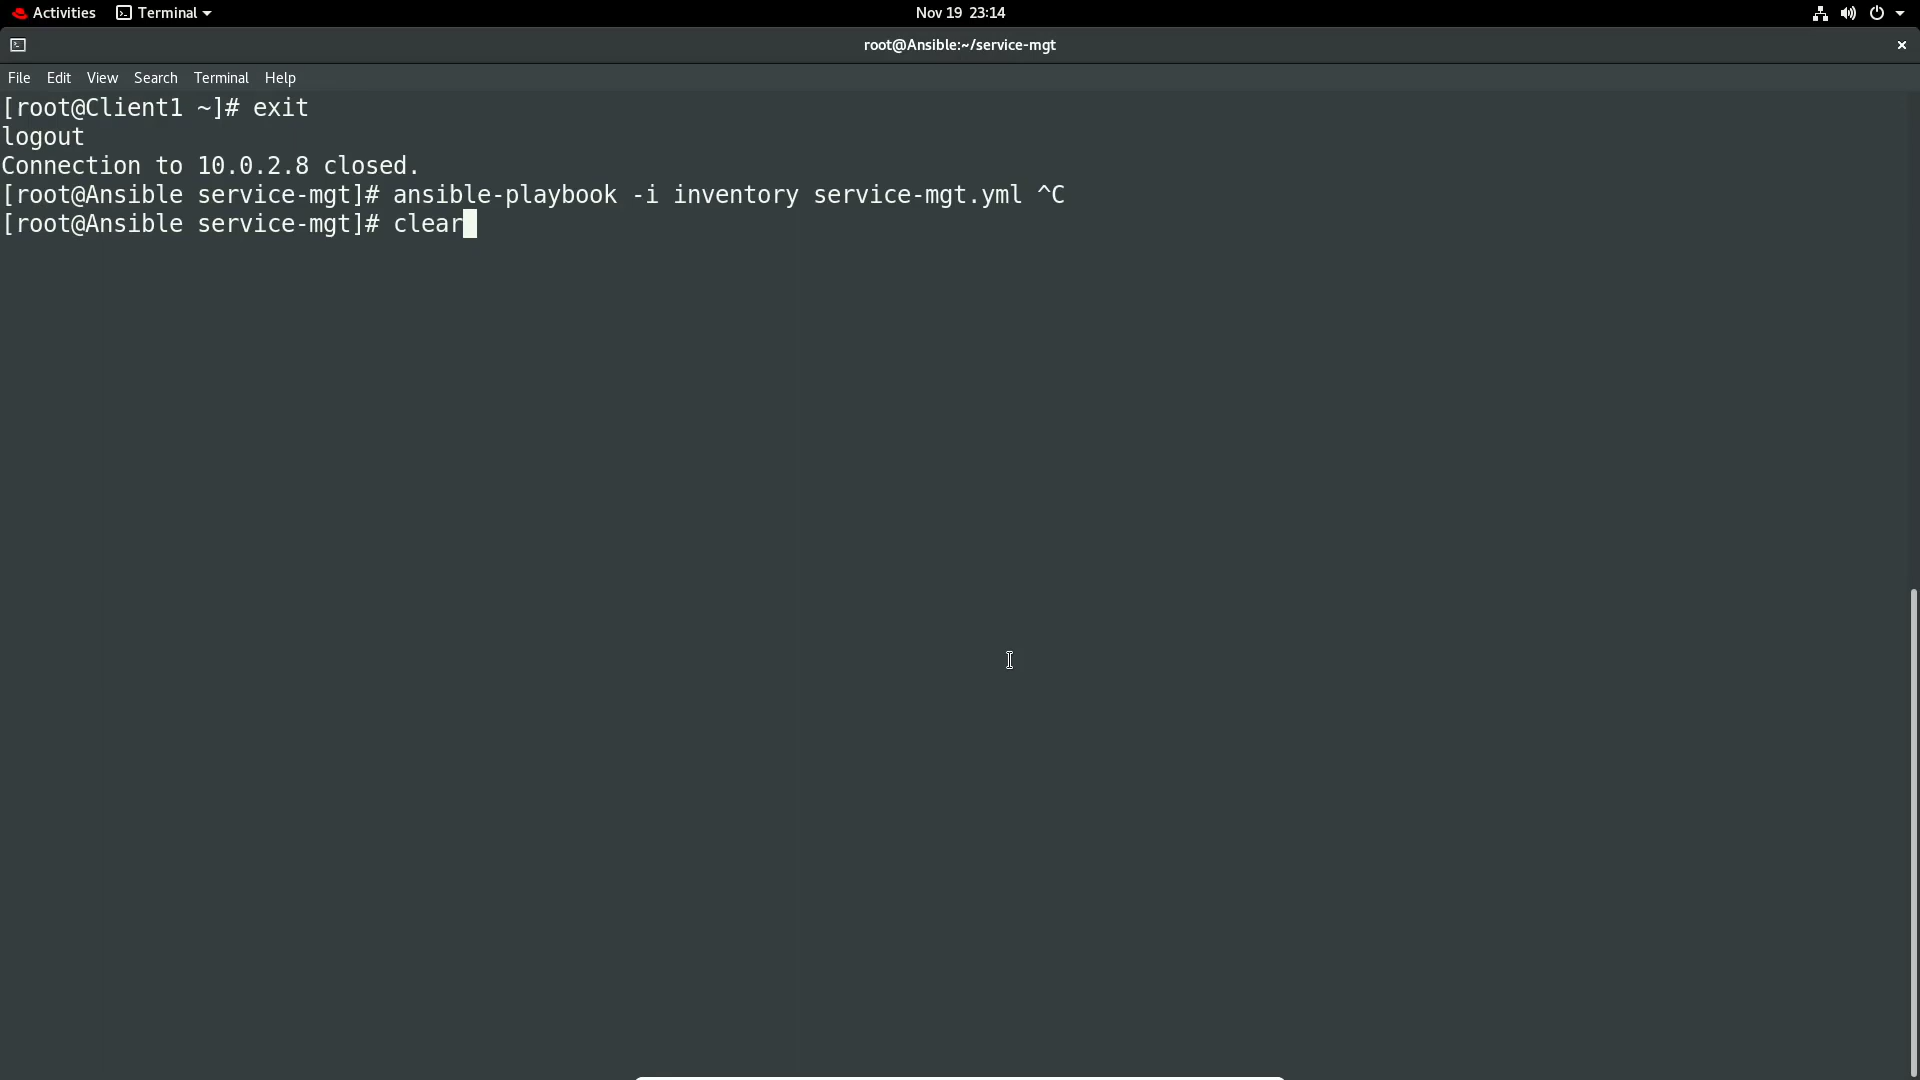 Activities Terminal Nov 19 23:14
root@Ansible:~/service-mgt
File Edit View Search Terminal Help
[root@Client1 ~]# exit
logout
Connection to 10.0.2.8 closed.
[root@Ansible service-mgt]# ansible-playbook -i inventory service-mgt.yml ^C
[root@Ansible service-mgt]# clear